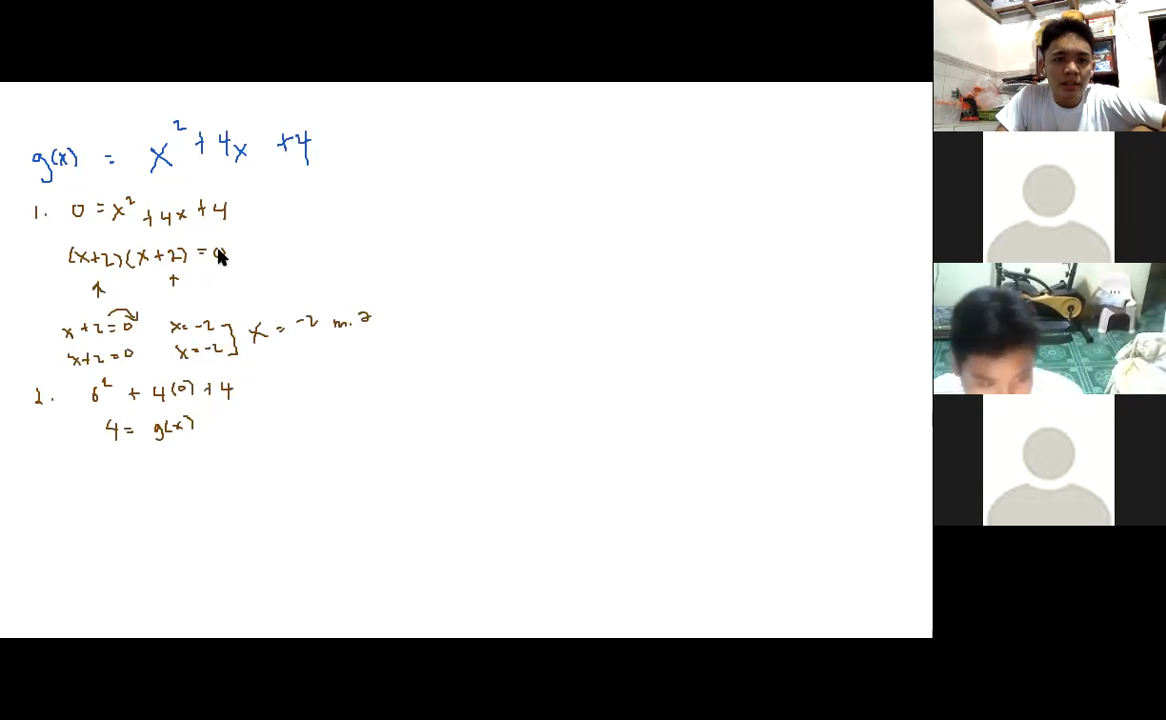 g(x) = x² + 4x + 4
1. 0 = x² + 4x + 4
(x+2)(x+2) = 0
x+2=0 x=-2
x+2=0 x=-2 } x = -2 m.2
2. 0² + 4(0) + 4
4 = g(x)